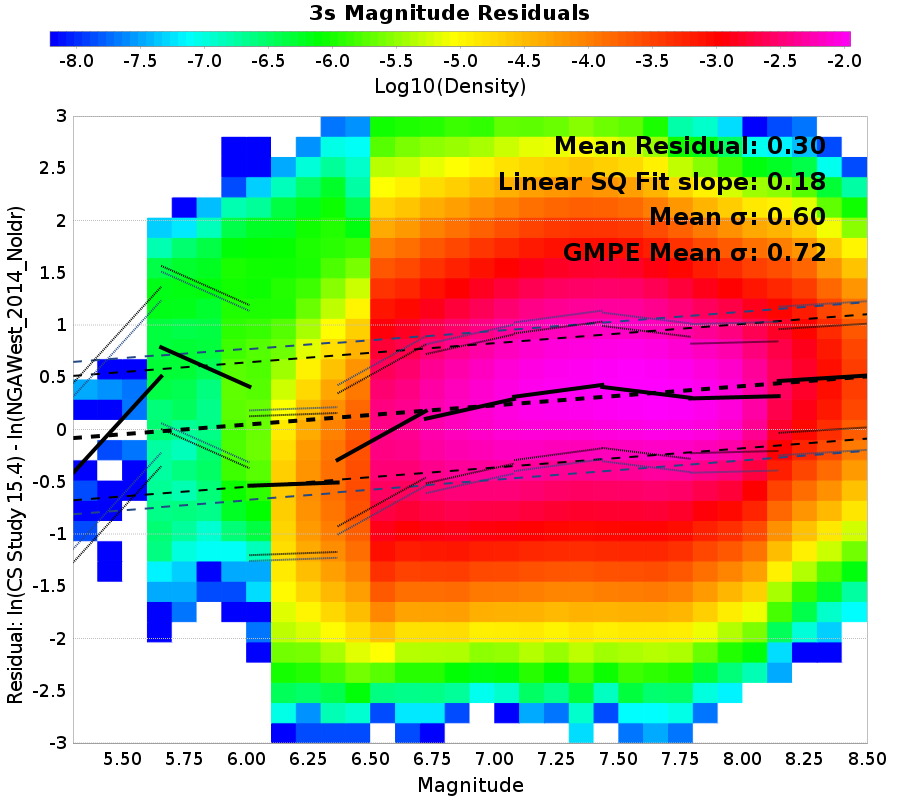 3s Magnitude Residuals
-8.0 -7.5 -7.0 -6.5 -6.0 -5.5 -5.0 -4.5 -4.0 -3.5 -3.0 -2.5 -2.0
Log10(Density)
Mean Residual: 0.30
Linear SQ Fit slope: 0.18
Mean σ: 0.60
GMPE Mean σ: 0.72
Residual: ln(CS Study 15.4) - ln(NGAWest_2014_NoIdr)
3
2.5
2
1.5
1
0.5
0
-0.5
-1
-1.5
-2
-2.5
-3
5.50 5.75 6.00 6.25 6.50 6.75 7.00 7.25 7.50 7.75 8.00 8.25 8.50
Magnitude